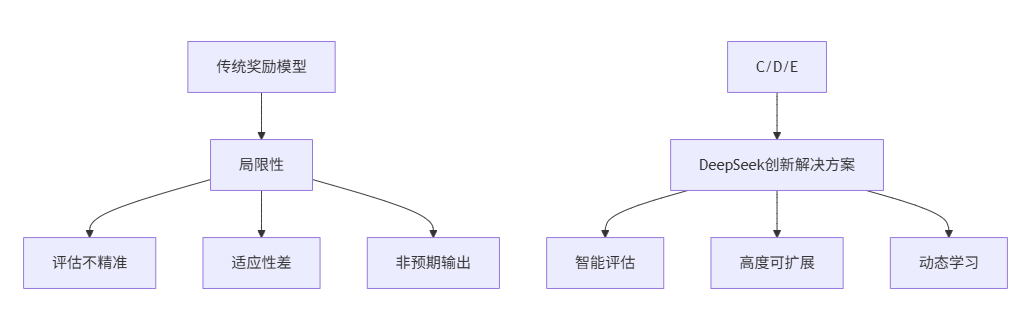 传统奖励模型
C/D/E
局限性
DeepSeek创新解决方案
评估不精准
适应性差
非预期输出
智能评估
高度可扩展
动态学习